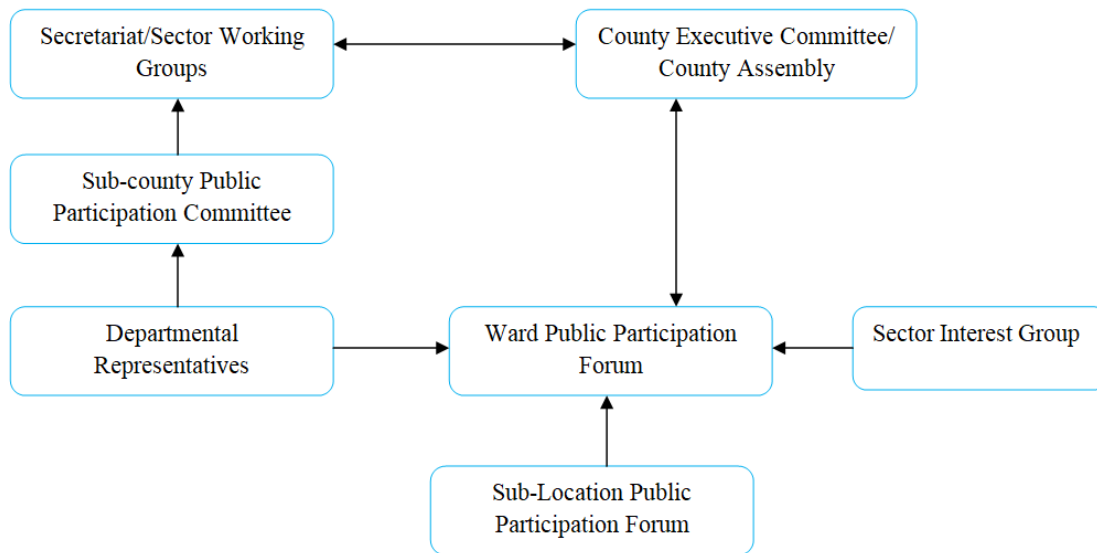 Secretariat/Sector Working
Groups
County Executive Committee/
County Assembly
Sub-county Public
Participation Committee
Departmental
Representatives
Ward Public Participation
Forum
Sector Interest Group
Sub-Location Public
Participation Forum